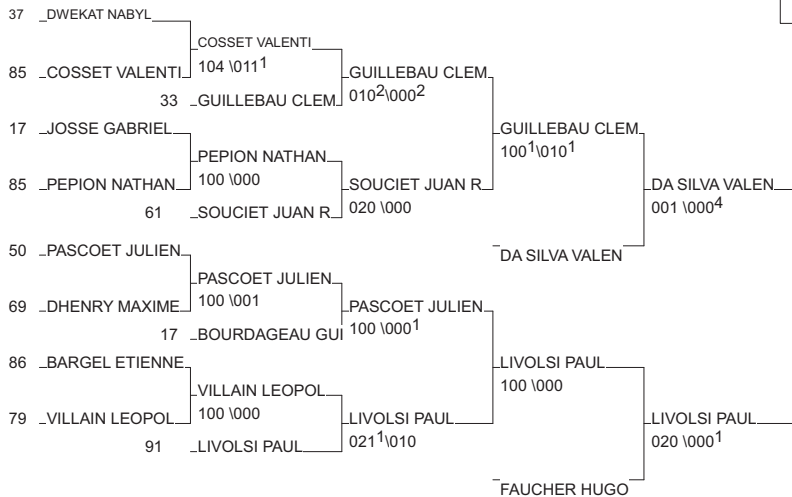 37 DWEKAT NABYL
COSSET VALENTI
104 \011¹
85 COSSET VALENTI
GUILLEBAU CLEM
010²\000²
33 GUILLEBAU CLEM
17 JOSSE GABRIEL
GUILLEBAU CLEM
100¹\010¹
PEPION NATHAN
100 \000
85 PEPION NATHAN
SOUCIET JUAN R
020 \000
DA SILVA VALEN
001 \000⁴
61 SOUCIET JUAN R
50 PASCOET JULIEN
DA SILVA VALEN
PASCOET JULIEN
100 \001
69 DHENRY MAXIME
PASCOET JULIEN
100 \000¹
17 BOURDAGEAU GUI
86 BARGEL ETIENNE
LIVOLSI PAUL
100 \000
VILLAIN LEOPOL
100 \000
79 VILLAIN LEOPOL
LIVOLSI PAUL
021¹\010
LIVOLSI PAUL
020 \000¹
91 LIVOLSI PAUL
FAUCHER HUGO